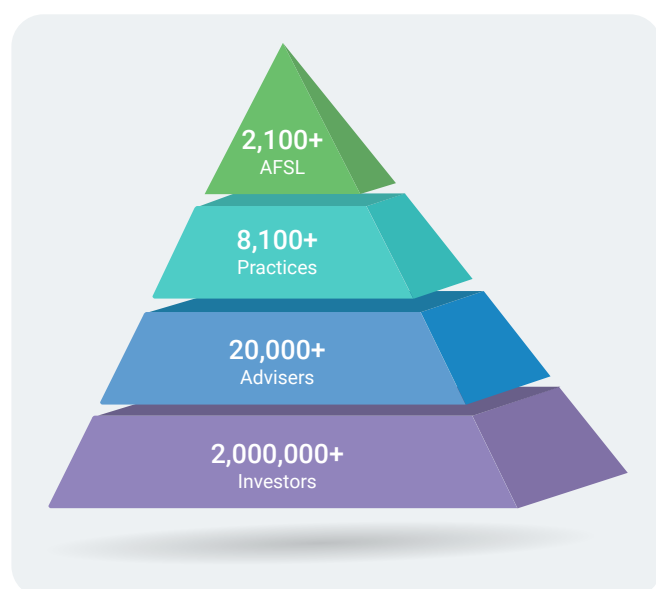 2,100+
AFSL
8,100+
Practices
20,000+
Advisers
2,000,000+
Investors